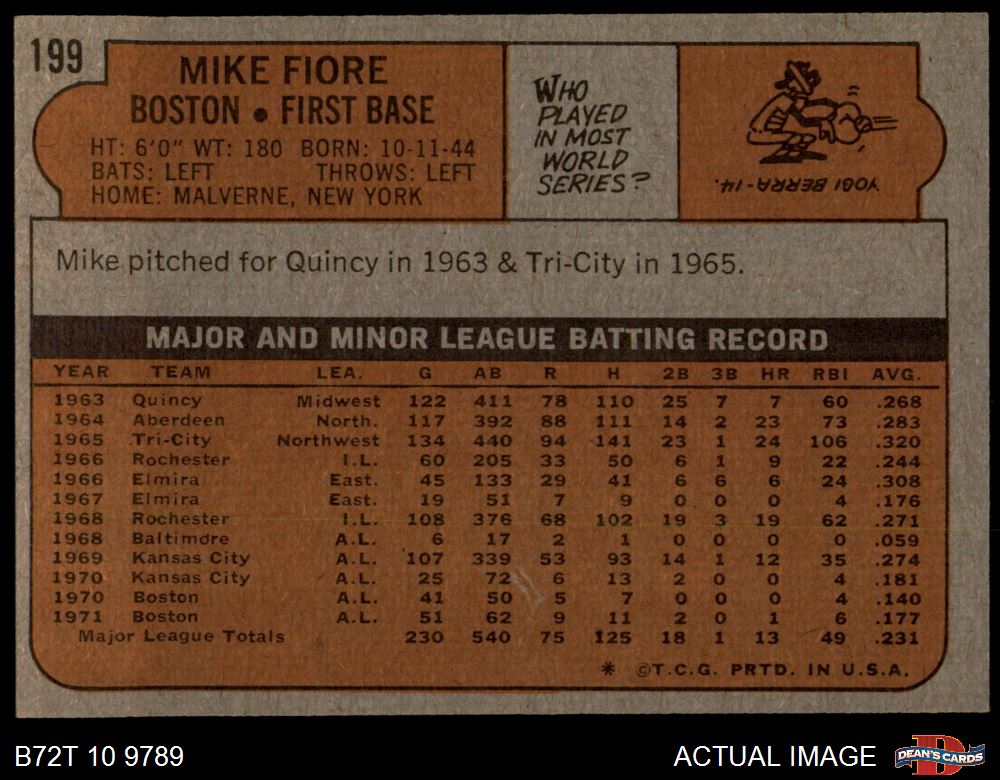 199
MIKE FIORE
BOSTON • FIRST BASE
HT: 6'0" WT: 180 BORN: 10-11-44
BATS: LEFT THROWS: LEFT
HOME: MALVERNE, NEW YORK
WHO
PLAYED
IN MOST
WORLD
SERIES?
YOGI BERRA-14.
Mike pitched for Quincy in 1963 & Tri-City in 1965.
MAJOR AND MINOR LEAGUE BATTING RECORD
YEAR TEAM LEA. G AB R H 2B 3B HR RBI AVG.
1963 Quincy Midwest 122 411 78 110 25 7 7 60 .268
1964 Aberdeen North. 117 392 88 111 14 2 23 73 .283
1965 Tri-City Northwest 134 440 94 141 23 1 24 106 .320
1966 Rochester I.L. 60 205 33 50 6 1 9 22 .244
1966 Elmira East. 45 133 29 41 6 6 6 24 .308
1967 Elmira East. 19 51 7 9 0 0 0 4 .176
1968 Rochester I.L. 108 376 68 102 19 3 19 62 .271
1968 Baltimore A.L. 6 17 2 1 0 0 0 0 .059
1969 Kansas City A.L. 107 339 53 93 14 1 12 35 .274
1970 Kansas City A.L. 25 72 6 13 2 0 0 4 .181
1970 Boston A.L. 41 50 5 7 0 0 0 4 .140
1971 Boston A.L. 51 62 9 11 2 0 1 6 .177
Major League Totals 230 540 75 125 18 1 13 49 .231
* ©T.C.G. PRTD. IN U.S.A.
B72T 10 9789
ACTUAL IMAGE
DEAN'S CARDS